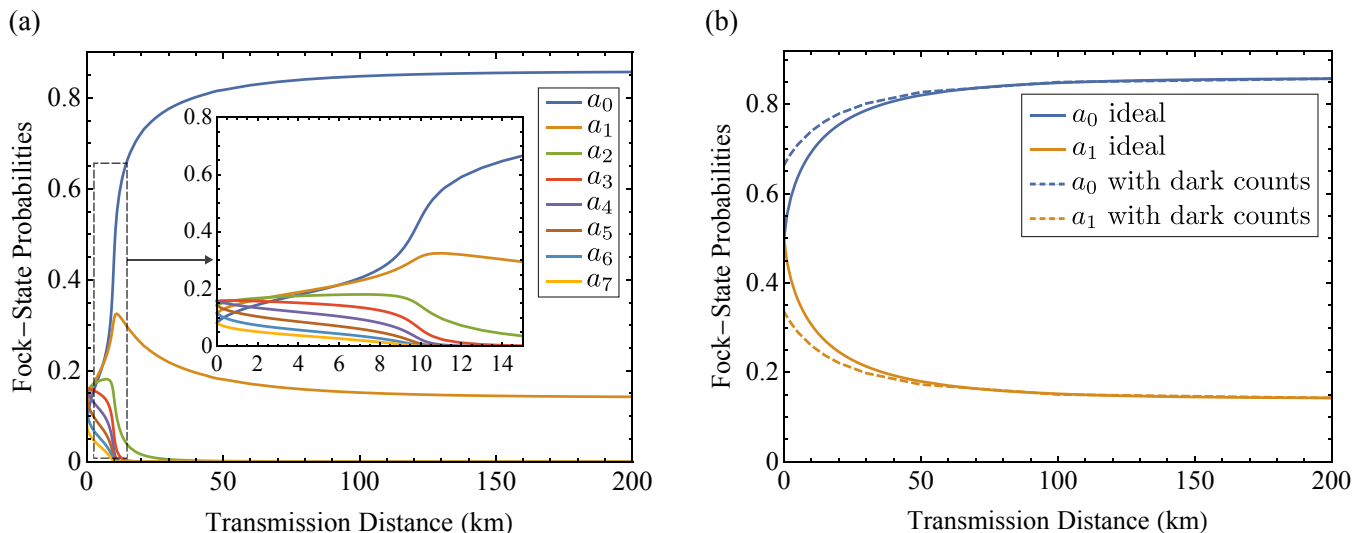 (a)
Fock–State Probabilities
0.8
0.6
0.4
0.2
0
0 50 100 150 200
Transmission Distance (km)
0.8
0.6
0.4
0.2
0
0 2 4 6 8 10 12 14
a₀
a₁
a₂
a₃
a₄
a₅
a₆
a₇
(b)
Fock–State Probabilities
0.8
0.6
0.4
0.2
0
0 50 100 150 200
Transmission Distance (km)
a₀ ideal
a₁ ideal
a₀ with dark counts
a₁ with dark counts